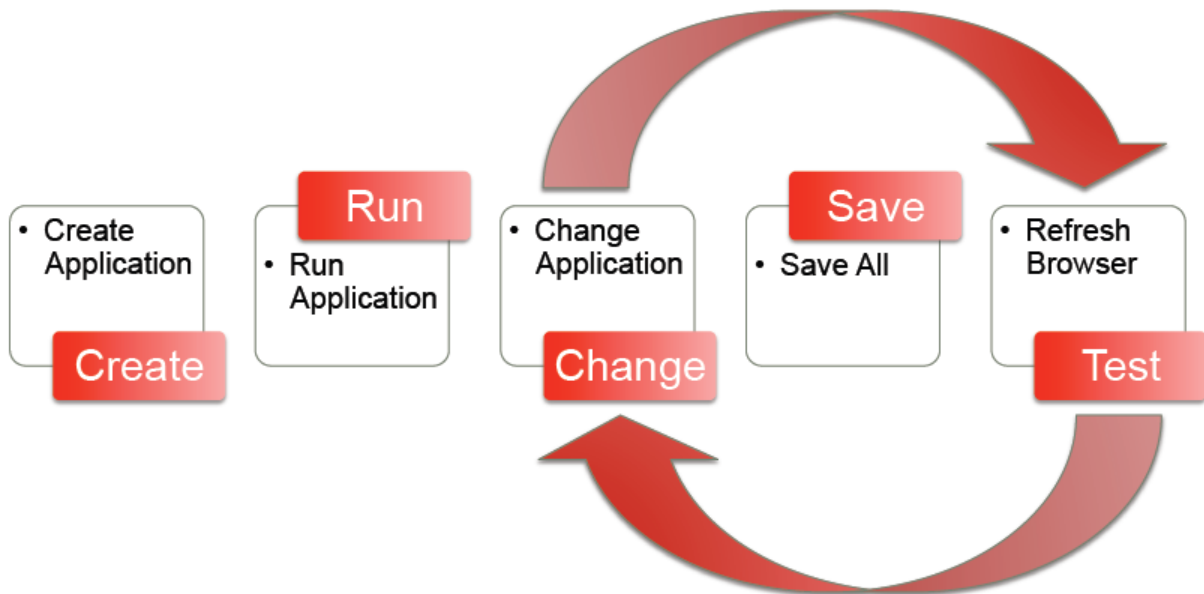 • Create
Application
Create
Run
• Run
Application
• Change
Application
Change
Save
• Save All
• Refresh
Browser
Test